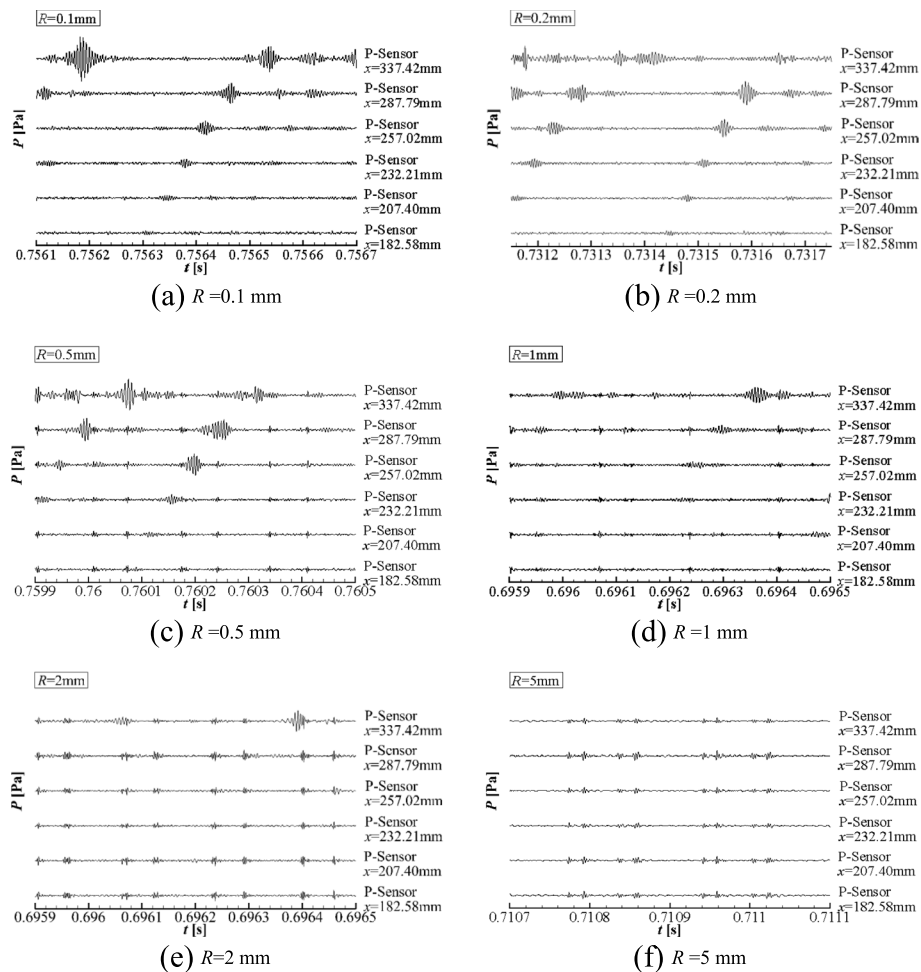 R=0.1mm
P [Pa]
P-Sensor
x=337.42mm
P-Sensor
x=287.79mm
P-Sensor
x=257.02mm
P-Sensor
x=232.21mm
P-Sensor
x=207.40mm
P-Sensor
x=182.58mm
0.7561 0.7562 0.7563 0.7564 0.7565 0.7566 0.7567
t [s]
(a) R =0.1 mm
R=0.2mm
P [Pa]
P-Sensor
x=337.42mm
P-Sensor
x=287.79mm
P-Sensor
x=257.02mm
P-Sensor
x=232.21mm
P-Sensor
x=207.40mm
P-Sensor
x=182.58mm
0.7312 0.7313 0.7314 0.7315 0.7316 0.7317
t [s]
(b) R =0.2 mm
R=0.5mm
P [Pa]
P-Sensor
x=337.42mm
P-Sensor
x=287.79mm
P-Sensor
x=257.02mm
P-Sensor
x=232.21mm
P-Sensor
x=207.40mm
P-Sensor
x=182.58mm
0.7599 0.76 0.7601 0.7602 0.7603 0.7604 0.7605
t [s]
(c) R =0.5 mm
R=1mm
P [Pa]
P-Sensor
x=337.42mm
P-Sensor
x=287.79mm
P-Sensor
x=257.02mm
P-Sensor
x=232.21mm
P-Sensor
x=207.40mm
P-Sensor
x=182.58mm
0.6959 0.696 0.6961 0.6962 0.6963 0.6964 0.6965
t [s]
(d) R =1 mm
R=2mm
P [Pa]
P-Sensor
x=337.42mm
P-Sensor
x=287.79mm
P-Sensor
x=257.02mm
P-Sensor
x=232.21mm
P-Sensor
x=207.40mm
P-Sensor
x=182.58mm
0.6959 0.696 0.6961 0.6962 0.6963 0.6964 0.6965
t [s]
(e) R =2 mm
R=5mm
P [Pa]
P-Sensor
x=337.42mm
P-Sensor
x=287.79mm
P-Sensor
x=257.02mm
P-Sensor
x=232.21mm
P-Sensor
x=207.40mm
P-Sensor
x=182.58mm
0.7107 0.7108 0.7109 0.711 0.7111
t [s]
(f) R =5 mm